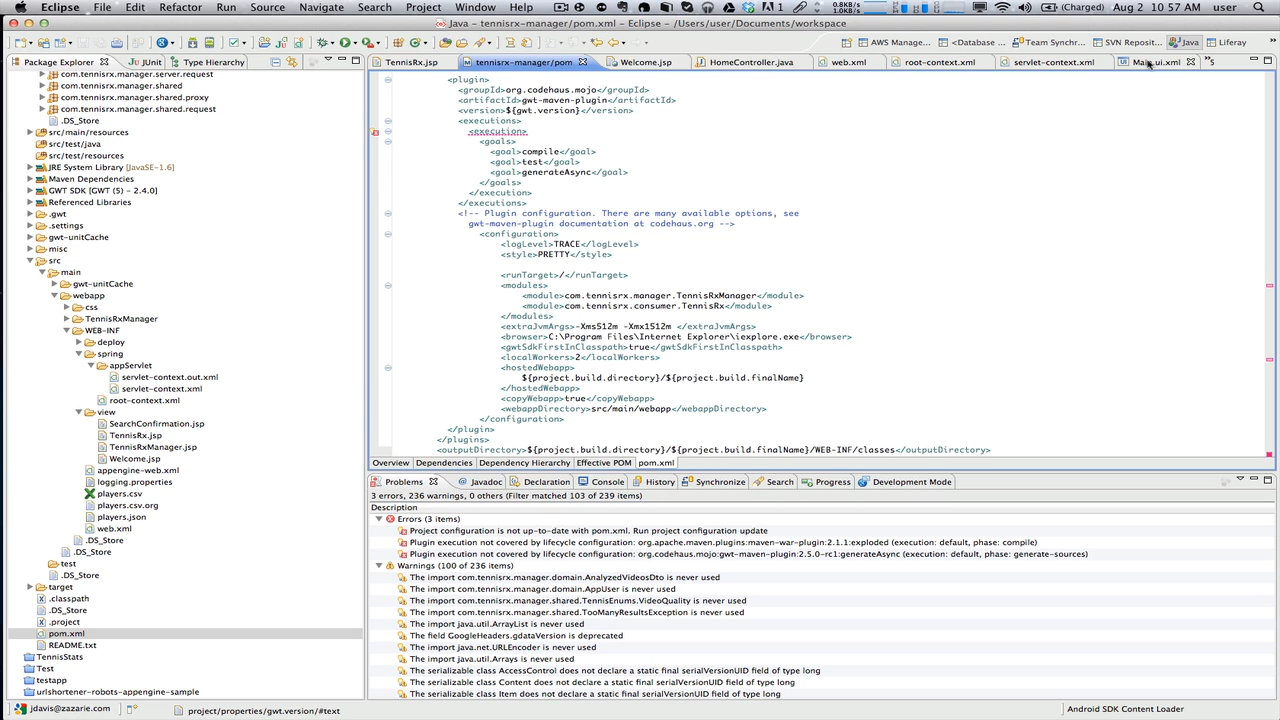 Eclipse File Edit Refactor Run Source Navigate Search Project Window Help
0.8KB/s
1.0KB/s
1 (Charged) Aug 2 10:57 AM user
Java – tennisrx-manager/pom.xml – Eclipse – /Users/user/Documents/workspace
AWS Manage... <Database ... Team Synchr... SVN Reposit... Java Liferay
Package Explorer JUnit Type Hierarchy
com.tennisrx.manager.server.request
com.tennisrx.manager.shared
com.tennisrx.manager.shared.proxy
com.tennisrx.manager.shared.request
.DS_Store
src/main/resources
src/test/java
src/test/resources
JRE System Library [JavaSE-1.6]
Maven Dependencies
GWT SDK [GWT (5) - 2.4.0]
Referenced Libraries
.gwt
.settings
gwt-unitCache
misc
src
main
gwt-unitCache
webapp
css
TennisRxManager
WEB-INF
deploy
spring
appServlet
servlet-context.out.xml
servlet-context.xml
root-context.xml
view
SearchConfirmation.jsp
TennisRx.jsp
TennisRxManager.jsp
Welcome.jsp
appengine-web.xml
logging.properties
players.csv
players.csv.org
players.json
web.xml
.DS_Store
.DS_Store
test
.DS_Store
target
.classpath
.DS_Store
.project
pom.xml
README.txt
TennisStats
Test
testapp
urlshortener-robots-appengine-sample
TennisRx.jsp tennisrx-manager/pom Welcome.jsp HomeController.java web.xml root-context.xml servlet-context.xml Main.ui.xml »5
<plugin>
<groupId>org.codehaus.mojo</groupId>
<artifactId>gwt-maven-plugin</artifactId>
<version>${gwt.version}</version>
<executions>
<execution>
<goals>
<goal>compile</goal>
<goal>test</goal>
<goal>generateAsync</goal>
</goals>
</execution>
</executions>
<!-- Plugin configuration. There are many available options, see
gwt-maven-plugin documentation at codehaus.org -->
<configuration>
<logLevel>TRACE</logLevel>
<style>PRETTY</style>
<runTarget>/</runTarget>
<modules>
<module>com.tennisrx.manager.TennisRxManager</module>
<module>com.tennisrx.consumer.TennisRx</module>
</modules>
<extraJvmArgs>-Xms512m -Xmx1512m </extraJvmArgs>
<browser>C:\Program Files\Internet Explorer\iexplore.exe</browser>
<gwtSdkFirstInClasspath>true</gwtSdkFirstInClasspath>
<localWorkers>2</localWorkers>
<hostedWebapp>
${project.build.directory}/${project.build.finalName}
</hostedWebapp>
<copyWebapp>true</copyWebapp>
<webappDirectory>src/main/webapp</webappDirectory>
</configuration>
</plugin>
</plugins>
<outputDirectory>${project.build.directory}/${project.build.finalName}/WEB-INF/classes</outputDirectory>
Overview Dependencies Dependency Hierarchy Effective POM pom.xml
Problems Javadoc Declaration Console History Synchronize Search Progress Development Mode
3 errors, 236 warnings, 0 others (Filter matched 103 of 239 items)
Description
Errors (3 items)
Project configuration is not up-to-date with pom.xml. Run project configuration update
Plugin execution not covered by lifecycle configuration: org.apache.maven.plugins:maven-war-plugin:2.1.1:exploded (execution: default, phase: compile)
Plugin execution not covered by lifecycle configuration: org.codehaus.mojo:gwt-maven-plugin:2.5.0-rc1:generateAsync (execution: default, phase: generate-sources)
Warnings (100 of 236 items)
The import com.tennisrx.manager.domain.AnalyzedVideosDto is never used
The import com.tennisrx.manager.domain.AppUser is never used
The import com.tennisrx.manager.shared.TennisEnums.VideoQuality is never used
The import com.tennisrx.manager.shared.TooManyResultsException is never used
The import java.util.ArrayList is never used
The field GoogleHeaders.gdataVersion is deprecated
The import java.net.URLEncoder is never used
The import java.util.Arrays is never used
The serializable class AccessControl does not declare a static final serialVersionUID field of type long
The serializable class Content does not declare a static final serialVersionUID field of type long
The serializable class Item does not declare a static final serialVersionUID field of type long
jdavis@zazarie.com project/properties/gwt.version/#text Android SDK Content Loader